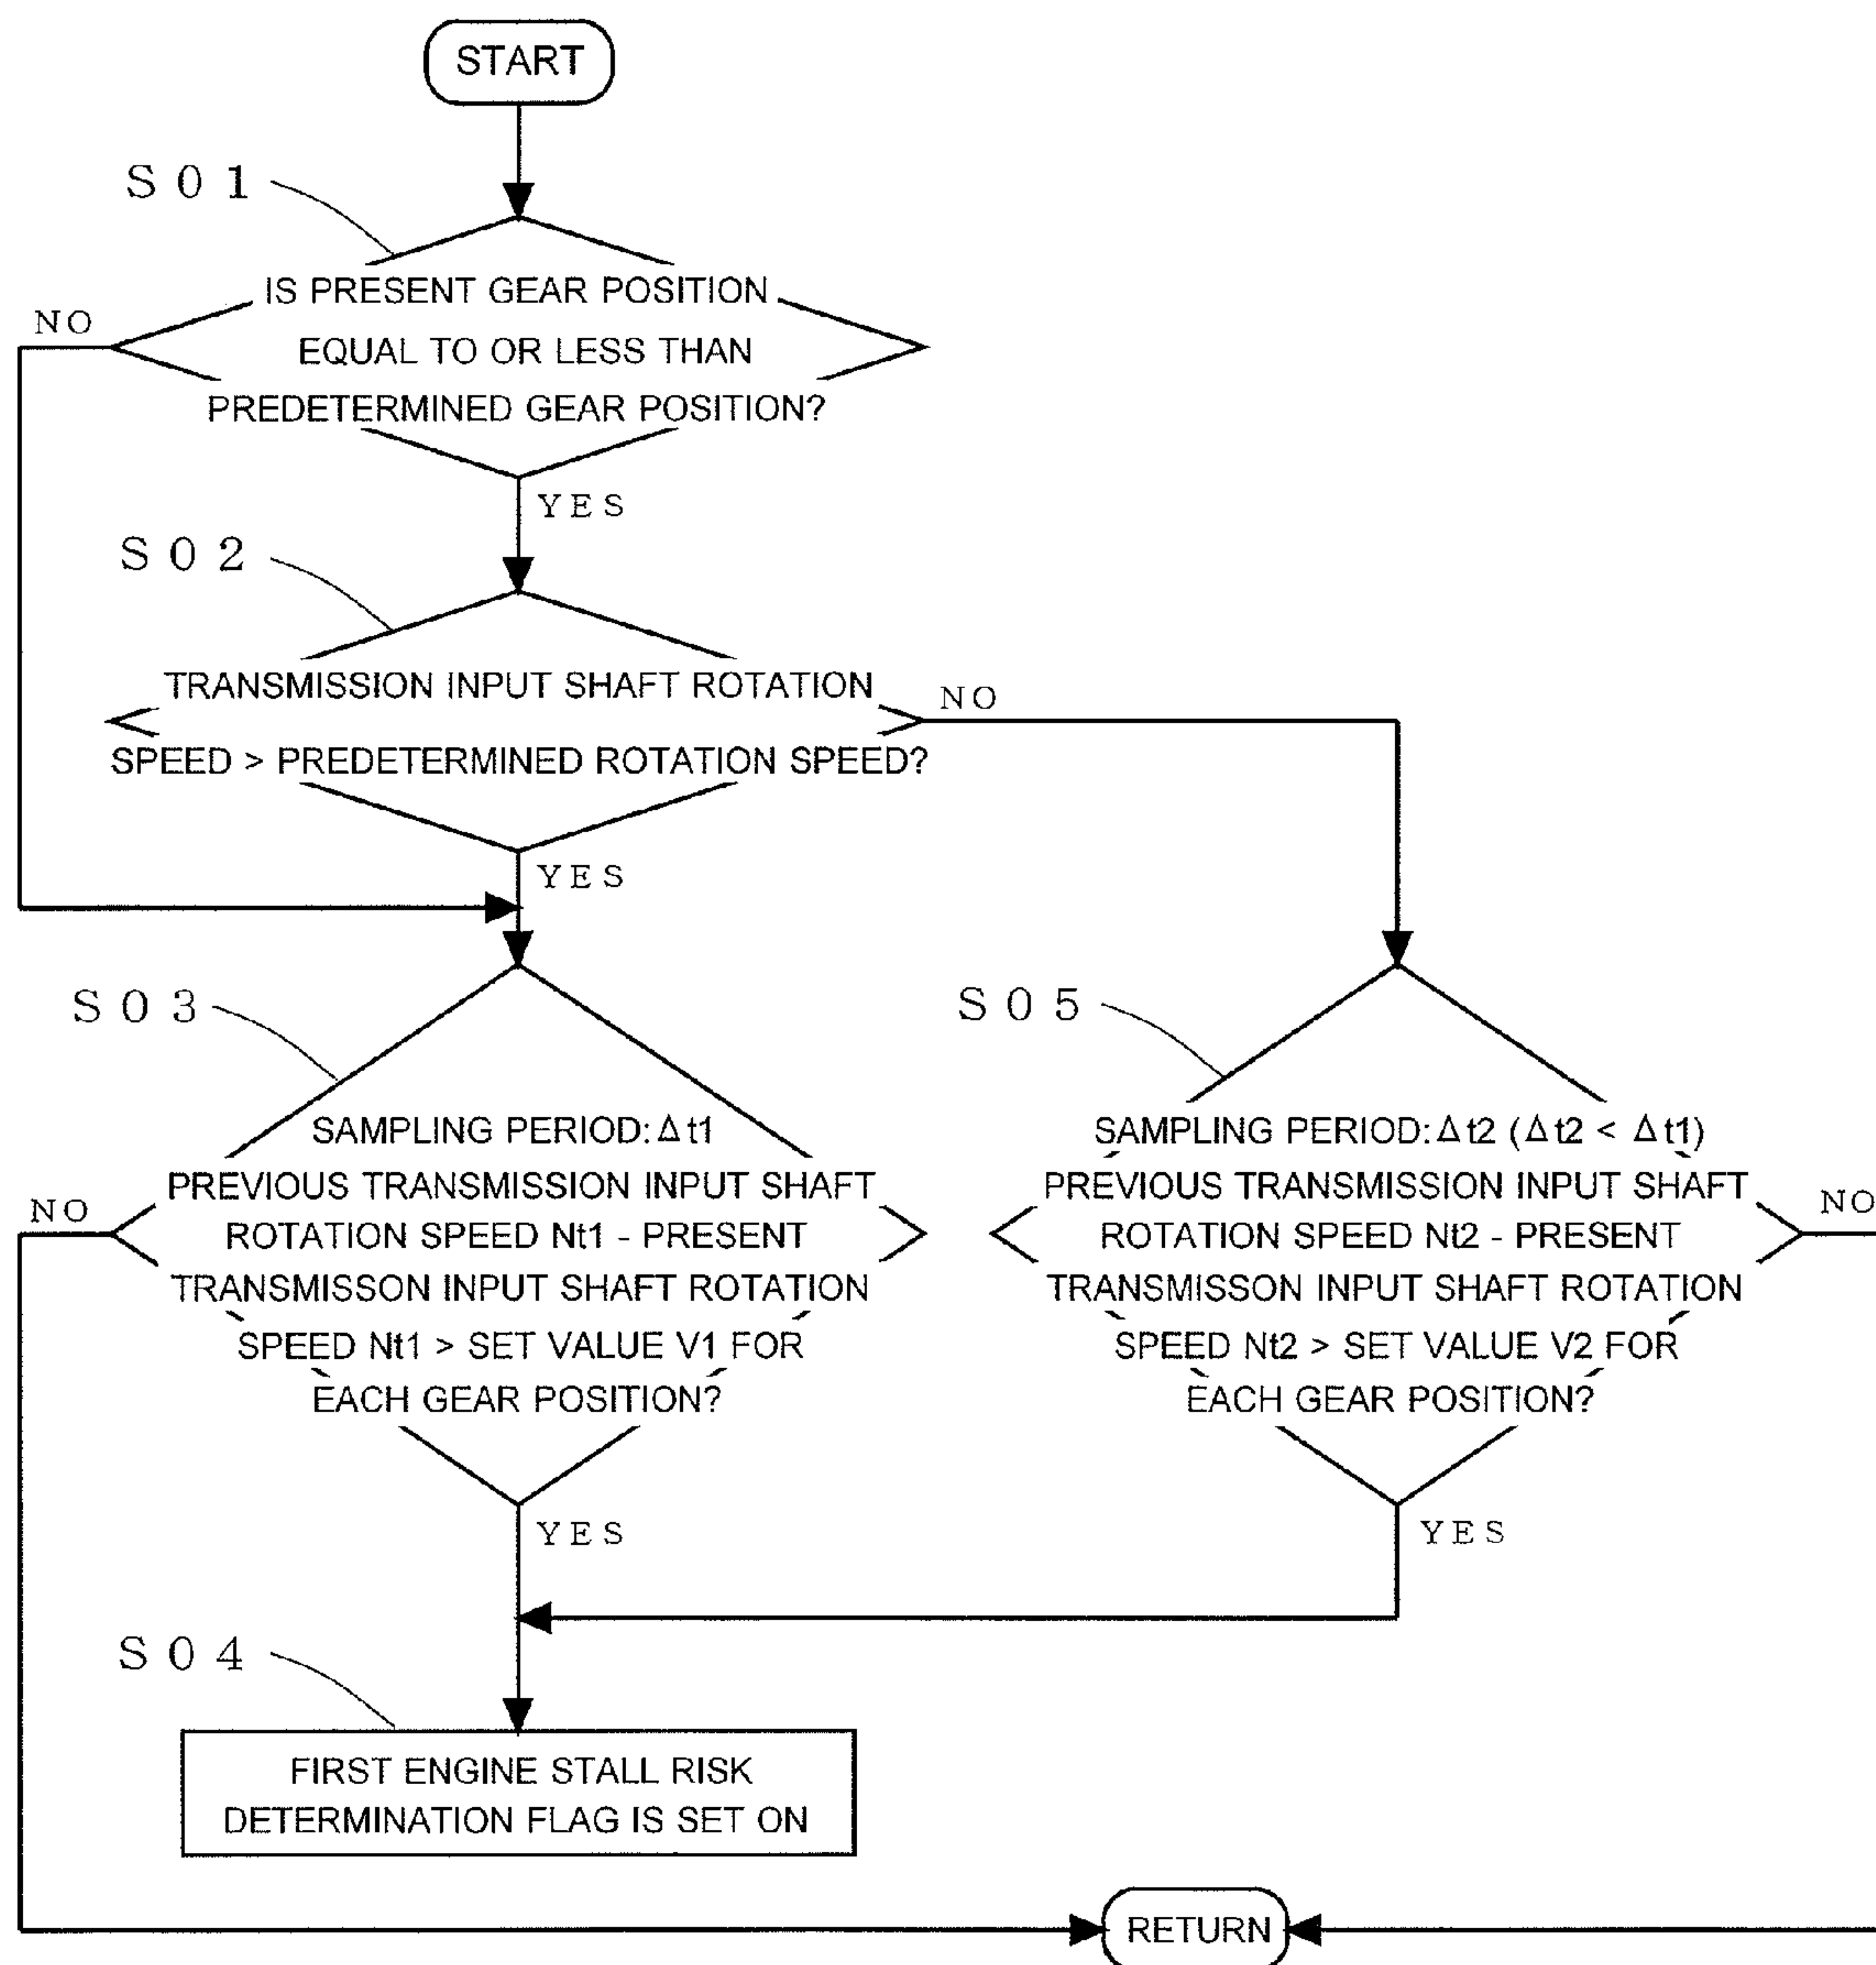 START
S01
IS PRESENT GEAR POSITION
EQUAL TO OR LESS THAN
PREDETERMINED GEAR POSITION?
NO
YES
S02
TRANSMISSION INPUT SHAFT ROTATION
SPEED > PREDETERMINED ROTATION SPEED?
NO
YES
S03
SAMPLING PERIOD: Δt1
PREVIOUS TRANSMISSION INPUT SHAFT
ROTATION SPEED Nt1 - PRESENT
TRANSMISSON INPUT SHAFT ROTATION
SPEED Nt1 > SET VALUE V1 FOR
EACH GEAR POSITION?
NO
YES
S05
SAMPLING PERIOD: Δt2 (Δt2 < Δt1)
PREVIOUS TRANSMISSION INPUT SHAFT
ROTATION SPEED Nt2 - PRESENT
TRANSMISSON INPUT SHAFT ROTATION
SPEED Nt2 > SET VALUE V2 FOR
EACH GEAR POSITION?
NO
YES
S04
FIRST ENGINE STALL RISK
DETERMINATION FLAG IS SET ON
RETURN